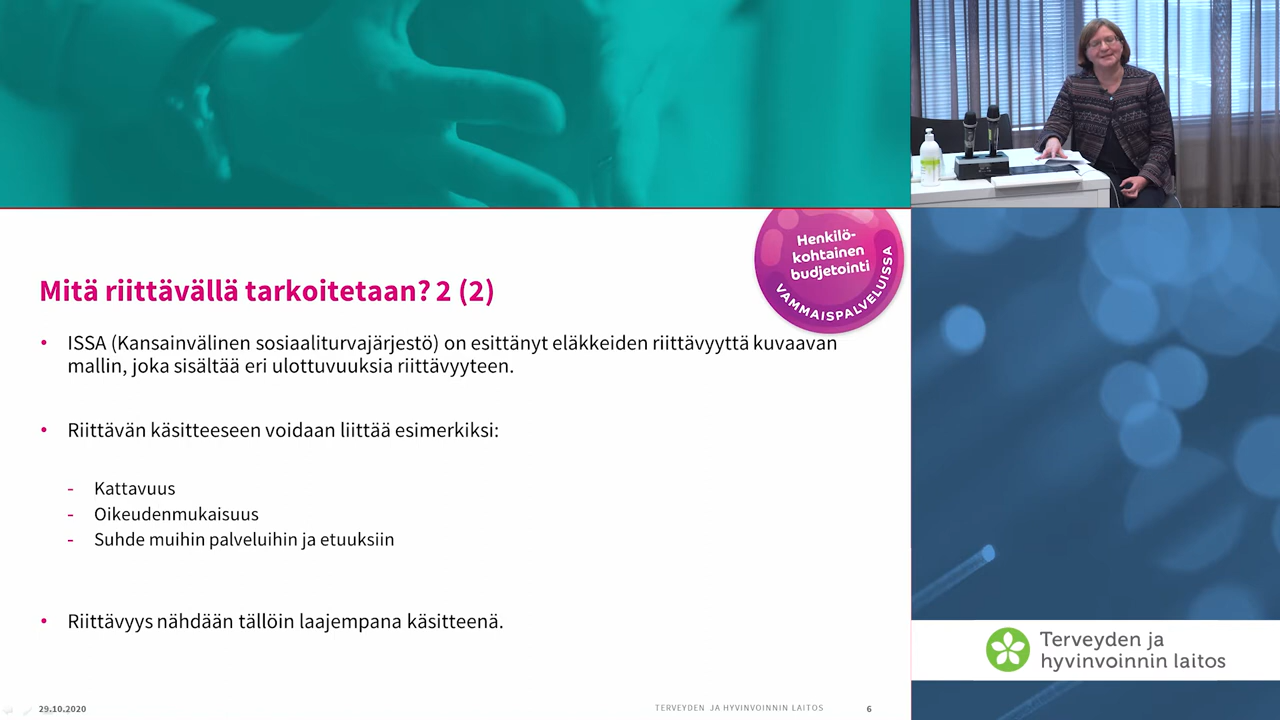 Henkilö-
kohtainen
budjetointi
VAMMAISPALVELUISSA
Mitä riittävällä tarkoitetaan? 2 (2)
• ISSA (Kansainvälinen sosiaaliturvajärjestö) on esittänyt eläkkeiden riittävyyttä kuvaavan
mallin, joka sisältää eri ulottuvuuksia riittävyyteen.
• Riittävän käsitteeseen voidaan liittää esimerkiksi:
- Kattavuus
- Oikeudenmukaisuus
- Suhde muihin palveluihin ja etuuksiin
• Riittävyys nähdään tällöin laajempana käsitteenä.
29.10.2020
TERVEYDEN JA HYVINVOINNIN LAITOS
6
Terveyden ja
hyvinvoinnin laitos